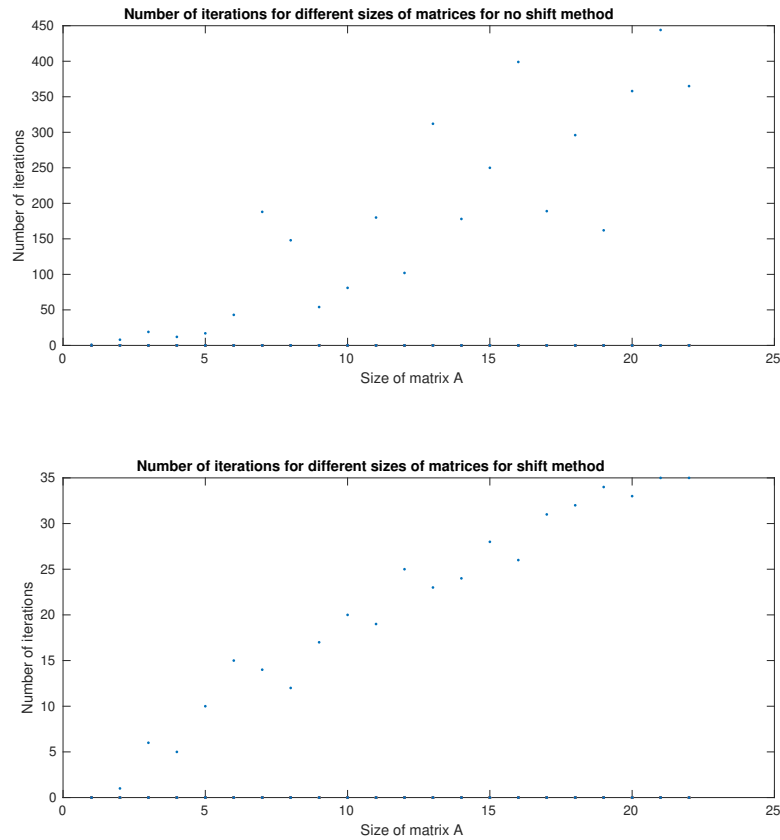 Number of iterations for different sizes of matrices for no shift method
450
400
350
300
250
200
150
100
50
0
Number of iterations
0 5 10 15 20 25
Size of matrix A
Number of iterations for different sizes of matrices for shift method
35
30
25
20
15
10
5
0
Number of iterations
0 5 10 15 20 25
Size of matrix A